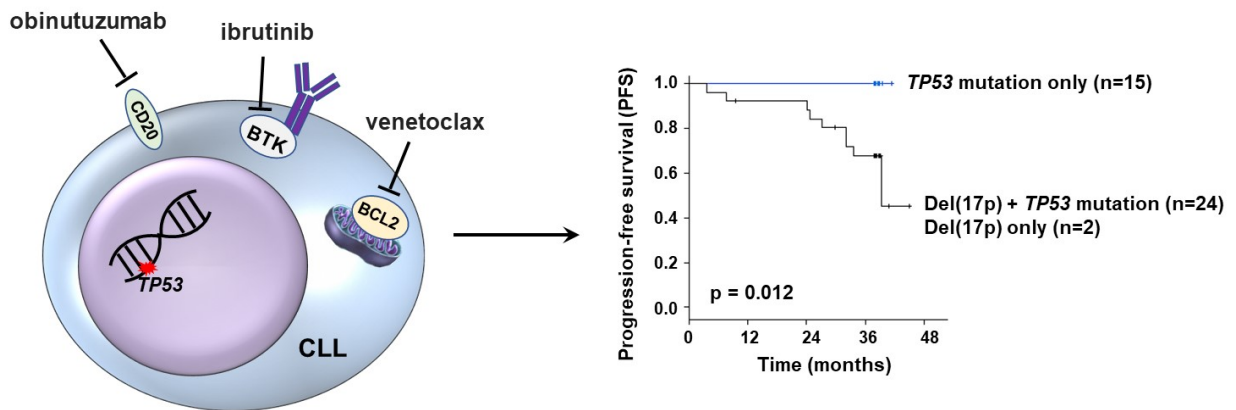 obinutuzumab
ibrutinib
venetoclax
CD20
BTK
BCL2
TP53
CLL
Progression-free survival (PFS)
1.0
0.8
0.6
0.4
0.2
0.0
TP53 mutation only (n=15)
Del(17p) + TP53 mutation (n=24)
Del(17p) only (n=2)
p = 0.012
0 12 24 36 48
Time (months)